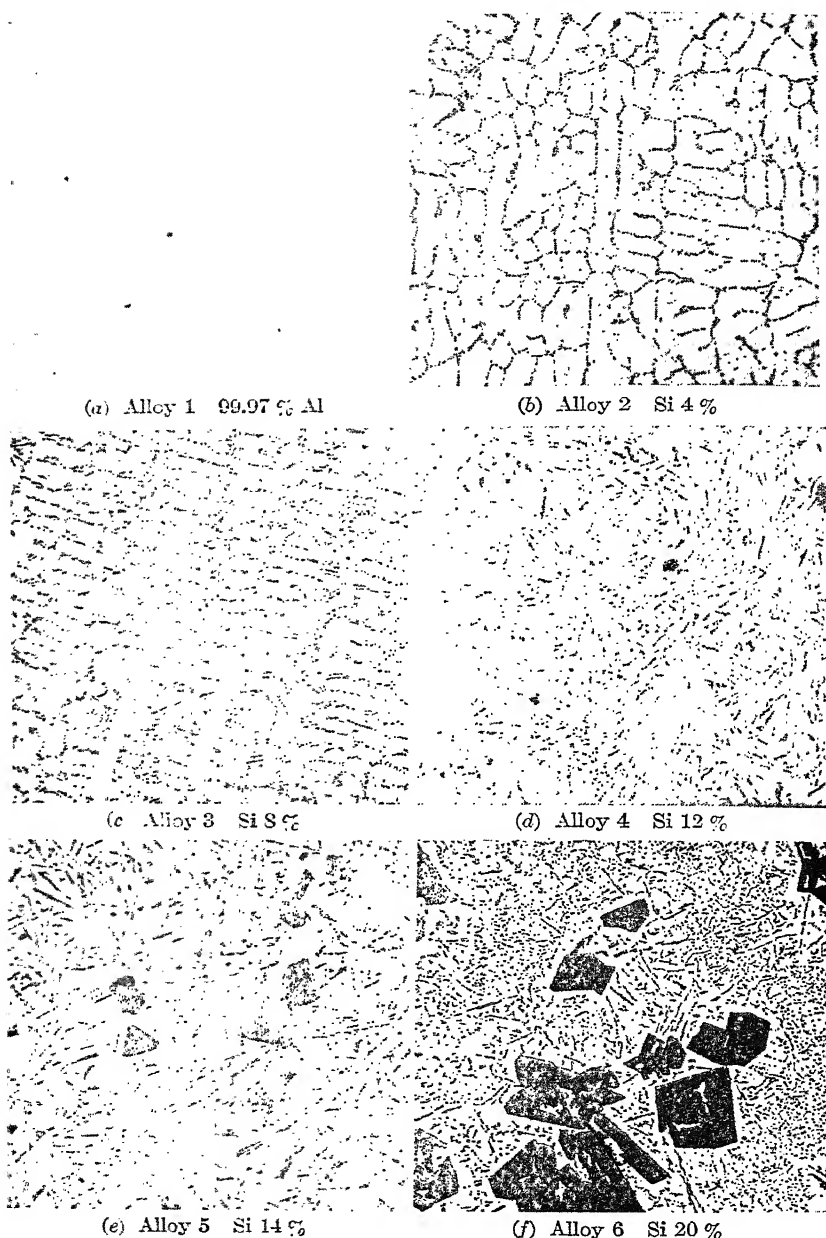 (a) Alloy 1 99.97 % Al
(b) Alloy 2 Si 4 %
(c Alloy 3 Si 8 %
(d) Alloy 4 Si 12 %
(e) Alloy 5 Si 14 %
(f) Alloy 6 Si 20 %